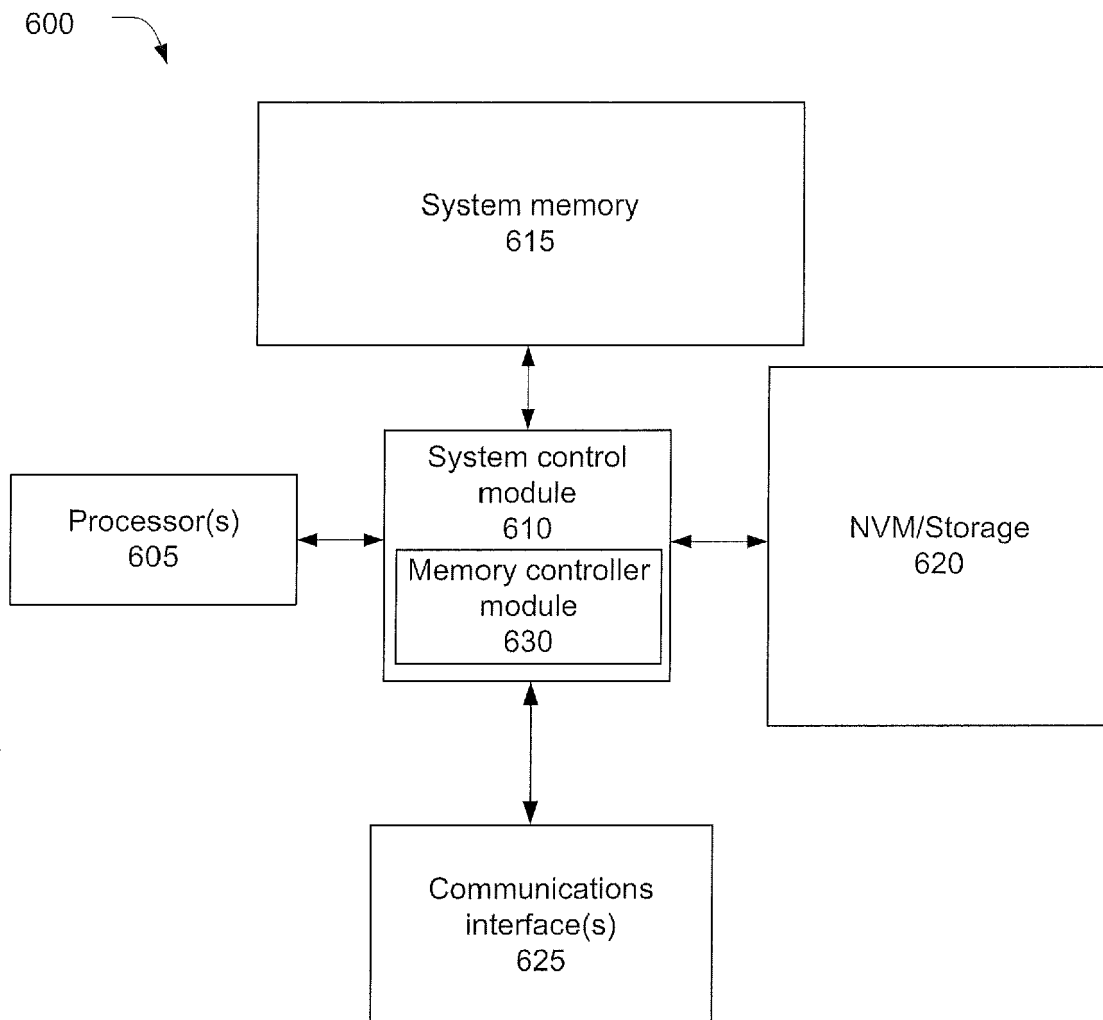 600
System memory
615
System control
module
610
Memory controller
module
630
Processor(s)
605
NVM/Storage
620
Communications
interface(s)
625